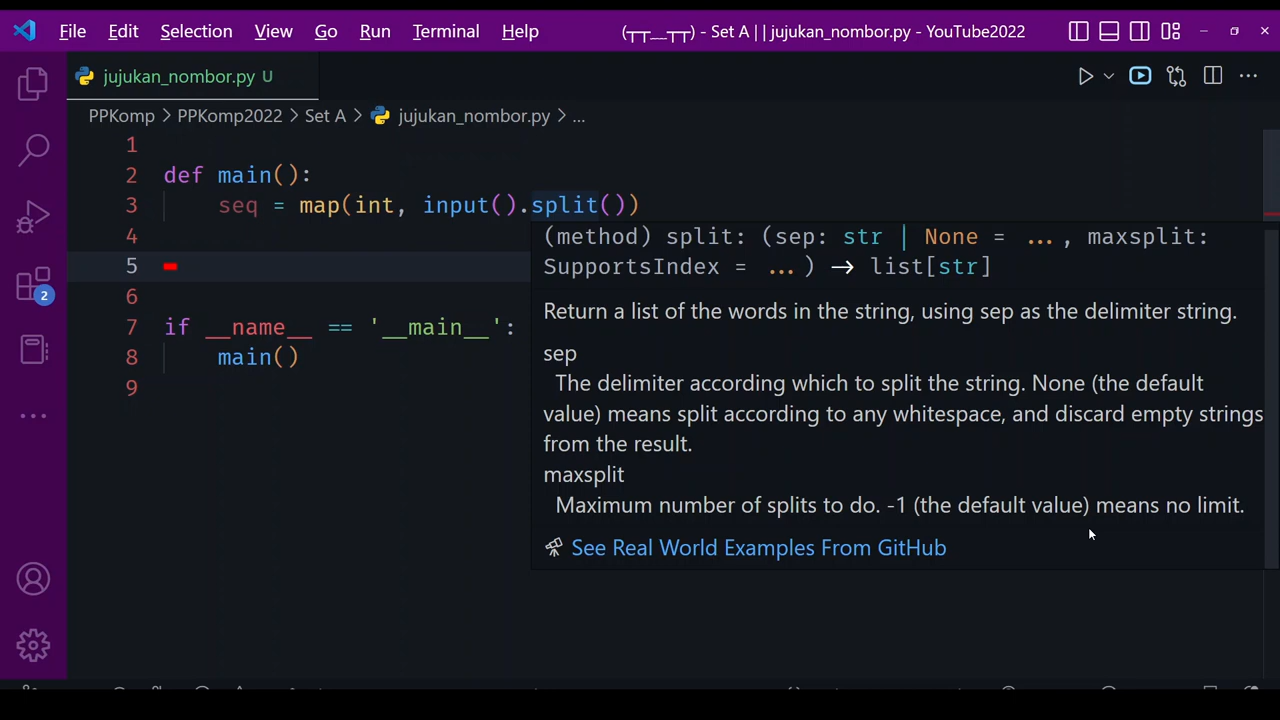 File Edit Selection View Go Run Terminal Help (┬┬﹏┬┬) - Set A | | jujukan_nombor.py - YouTube2022
jujukan_nombor.py U
PPKomp > PPKomp2022 > Set A > jujukan_nombor.py > ...
1
2 def main():
3 seq = map(int, input().split())
4
5
6
7 if __name__ == '__main__':
8 main()
9
(method) split: (sep: str | None = ..., maxsplit:
SupportsIndex = ...) -> list[str]
Return a list of the words in the string, using sep as the delimiter string.
sep
The delimiter according which to split the string. None (the default
value) means split according to any whitespace, and discard empty strings
from the result.
maxsplit
Maximum number of splits to do. -1 (the default value) means no limit.
See Real World Examples From GitHub
2